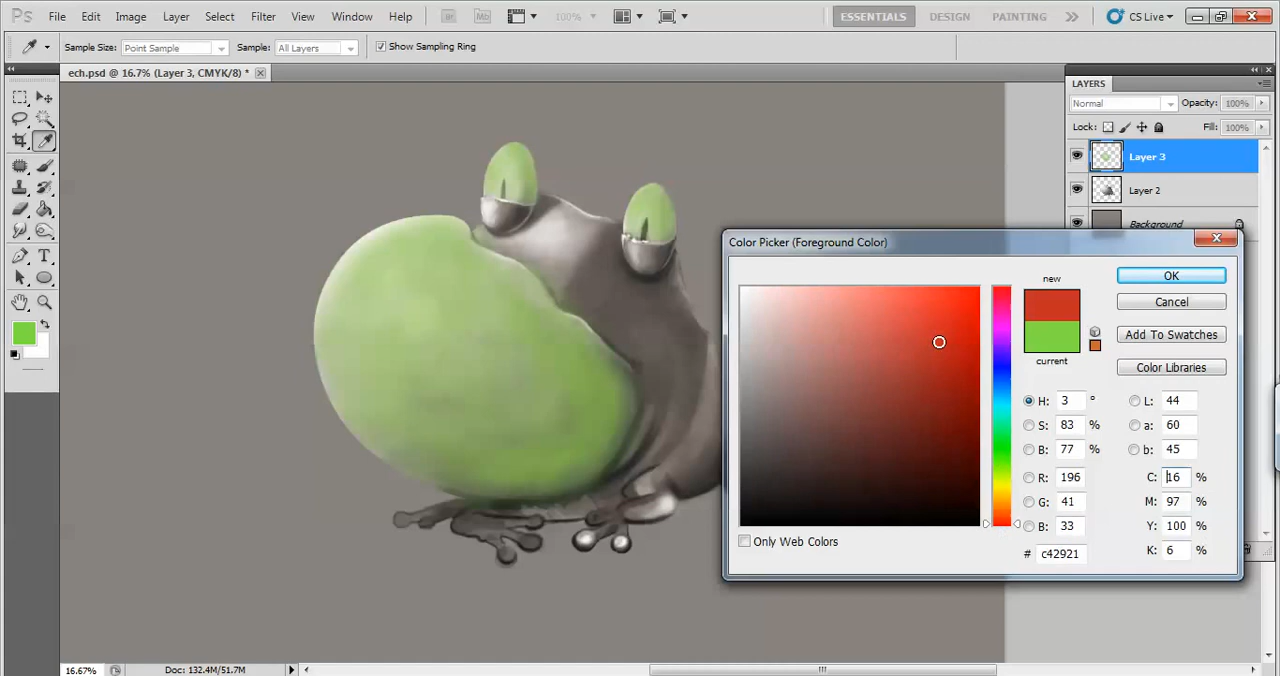 Ps File Edit Image Layer Select Filter View Window Help Br Mb 100% ESSENTIALS DESIGN PAINTING CS Live
Sample Size: Point Sample Sample: All Layers Show Sampling Ring
ech.psd @ 16.7% (Layer 3, CMYK/8) *
LAYERS
Normal Opacity: 100%
Lock: Fill: 100%
Layer 3
Layer 2
Background
Color Picker (Foreground Color)
new
current
OK
Cancel
Add To Swatches
Color Libraries
H: 3 ° L: 44
S: 83 % a: 60
B: 77 % b: 45
R: 196 C: 16 %
G: 41 M: 97 %
B: 33 Y: 100 %
# c42921 K: 6 %
Only Web Colors
T
16.67% Doc: 132.4M/51.7M